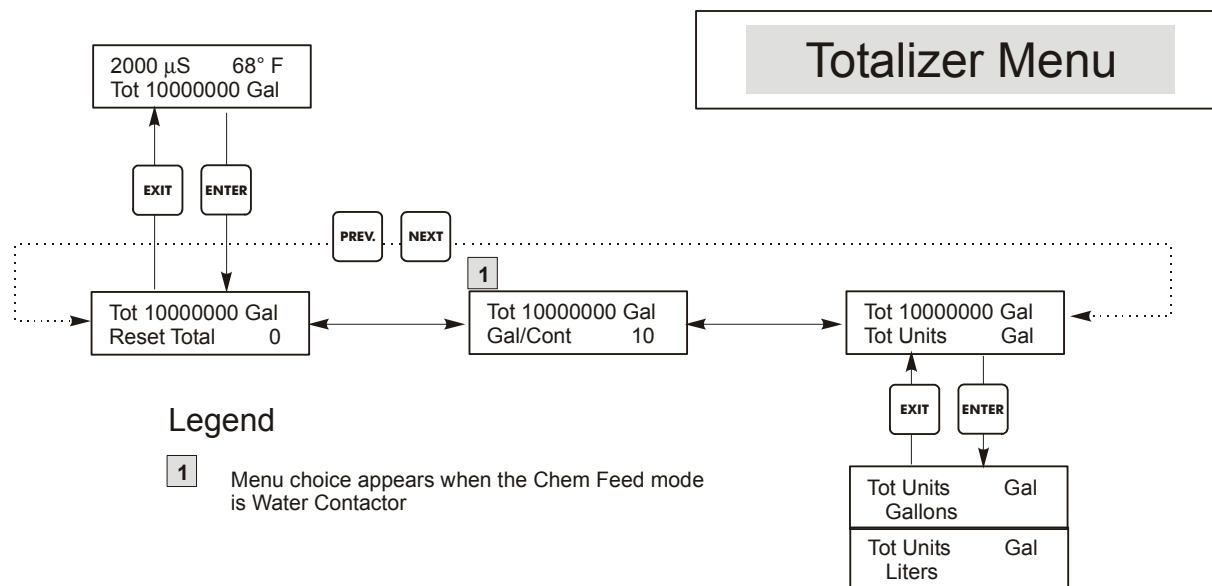 Totalizer Menu
2000 µS 68° F
Tot 10000000 Gal
EXIT
ENTER
PREV.
NEXT
1
Tot 10000000 Gal
Reset Total 0
Tot 10000000 Gal
Gal/Cont 10
Tot 10000000 Gal
Tot Units Gal
EXIT
ENTER
Legend
1 Menu choice appears when the Chem Feed mode
is Water Contactor
Tot Units Gal
Gallons
Tot Units Gal
Liters